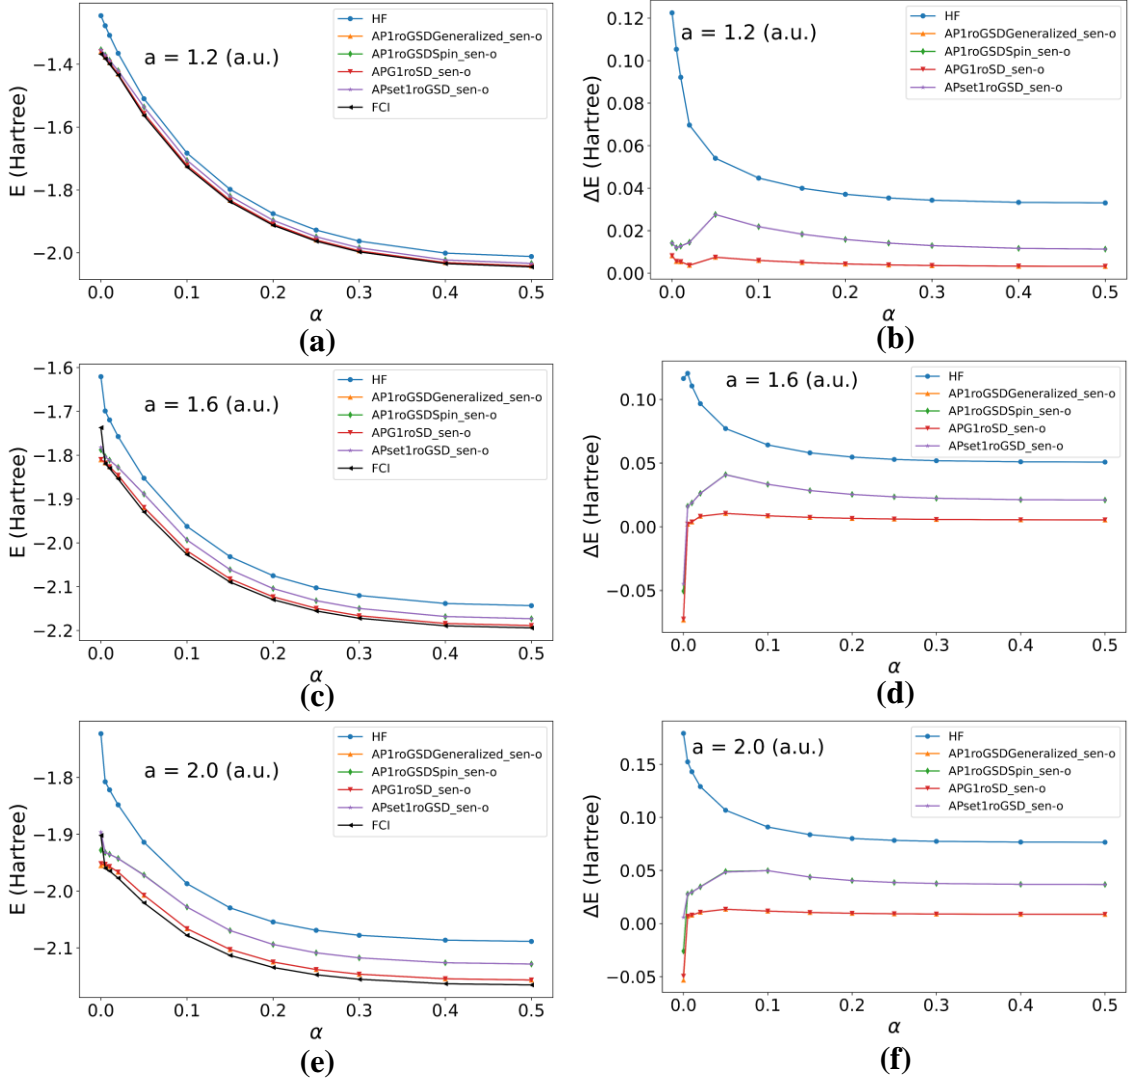 E (Hartree)
−1.4
−1.6
−1.8
−2.0
a = 1.2 (a.u.)
HF
AP1roGSDGeneralized_sen-o
AP1roGSDSpin_sen-o
APG1roSD_sen-o
APset1roGSD_sen-o
FCI
0.0 0.1 0.2 0.3 0.4 0.5
α
(a)
ΔE (Hartree)
0.12
0.10
0.08
0.06
0.04
0.02
0.00
a = 1.2 (a.u.)
HF
AP1roGSDGeneralized_sen-o
AP1roGSDSpin_sen-o
APG1roSD_sen-o
APset1roGSD_sen-o
0.0 0.1 0.2 0.3 0.4 0.5
α
(b)
E (Hartree)
−1.6
−1.7
−1.8
−1.9
−2.0
−2.1
−2.2
a = 1.6 (a.u.)
HF
AP1roGSDGeneralized_sen-o
AP1roGSDSpin_sen-o
APG1roSD_sen-o
APset1roGSD_sen-o
FCI
0.0 0.1 0.2 0.3 0.4 0.5
α
(c)
ΔE (Hartree)
0.10
0.05
0.00
−0.05
a = 1.6 (a.u.)
HF
AP1roGSDGeneralized_sen-o
AP1roGSDSpin_sen-o
APG1roSD_sen-o
APset1roGSD_sen-o
0.0 0.1 0.2 0.3 0.4 0.5
α
(d)
E (Hartree)
−1.8
−1.9
−2.0
−2.1
a = 2.0 (a.u.)
HF
AP1roGSDGeneralized_sen-o
AP1roGSDSpin_sen-o
APG1roSD_sen-o
APset1roGSD_sen-o
FCI
0.0 0.1 0.2 0.3 0.4 0.5
α
(e)
ΔE (Hartree)
0.15
0.10
0.05
0.00
−0.05
a = 2.0 (a.u.)
HF
AP1roGSDGeneralized_sen-o
AP1roGSDSpin_sen-o
APG1roSD_sen-o
APset1roGSD_sen-o
0.0 0.1 0.2 0.3 0.4 0.5
α
(f)